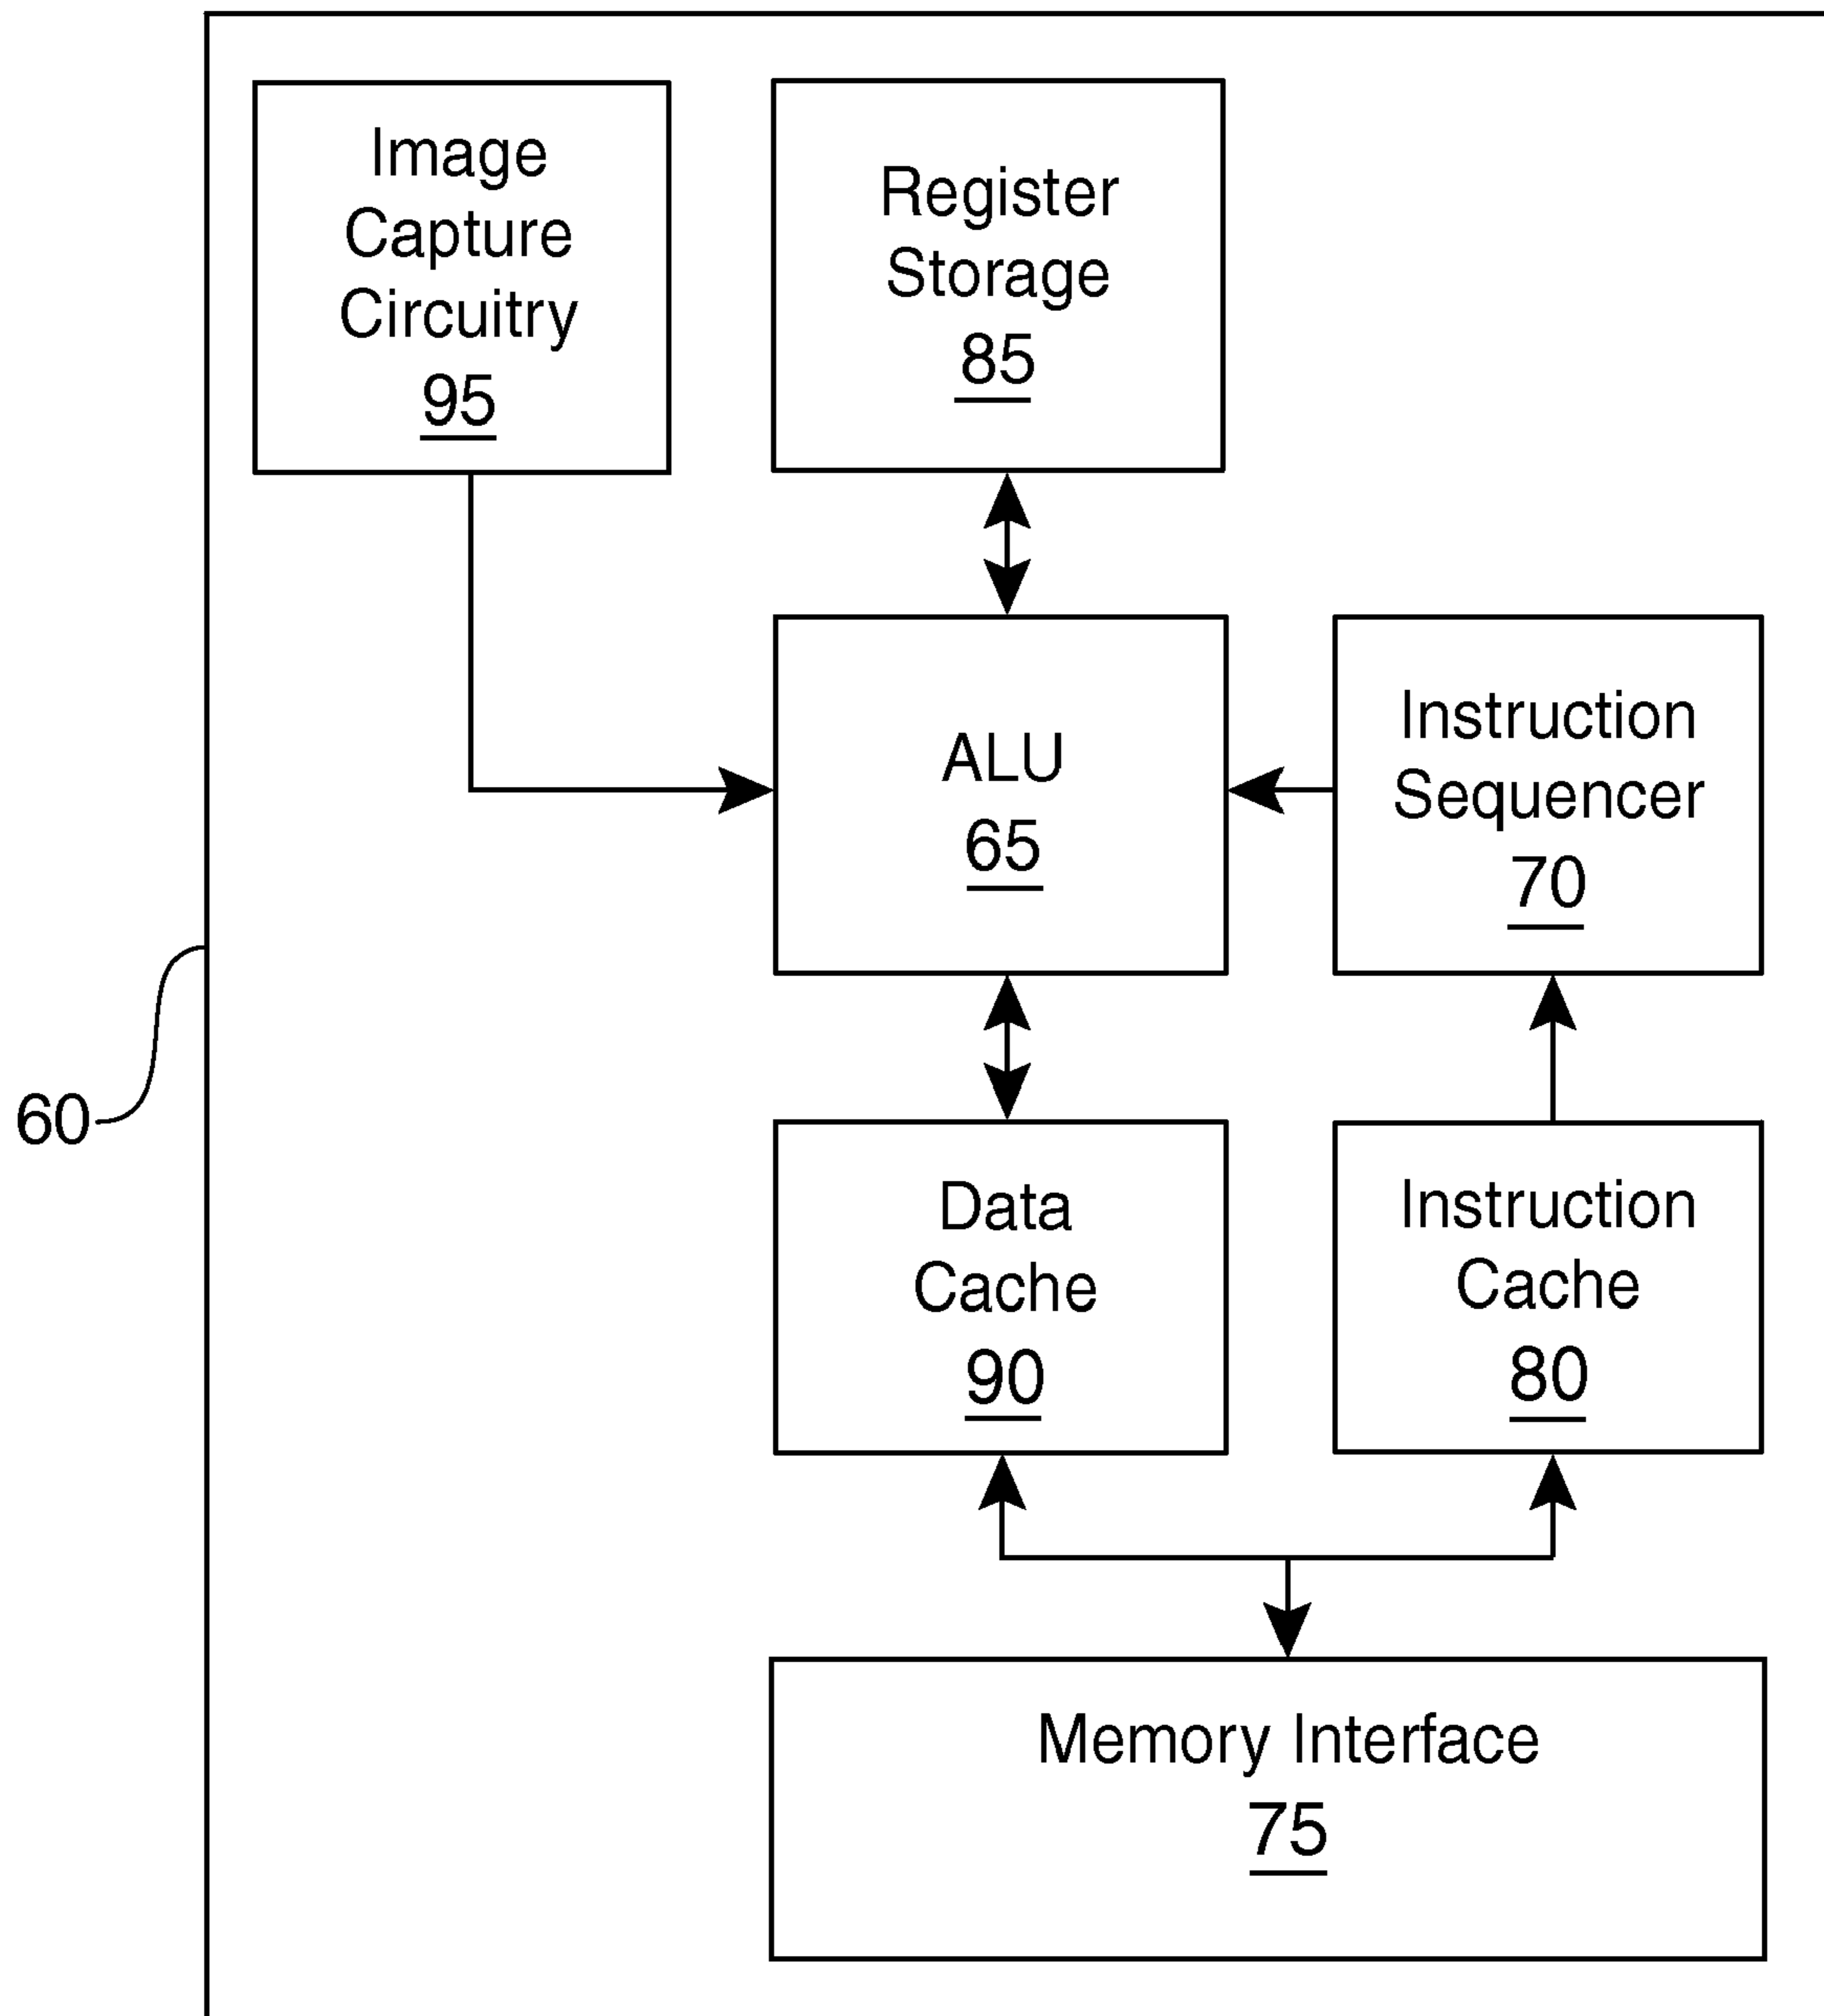 Image
Capture
Circuitry
95
Register
Storage
85
ALU
65
Instruction
Sequencer
70
60
Data
Cache
90
Instruction
Cache
80
Memory Interface
75